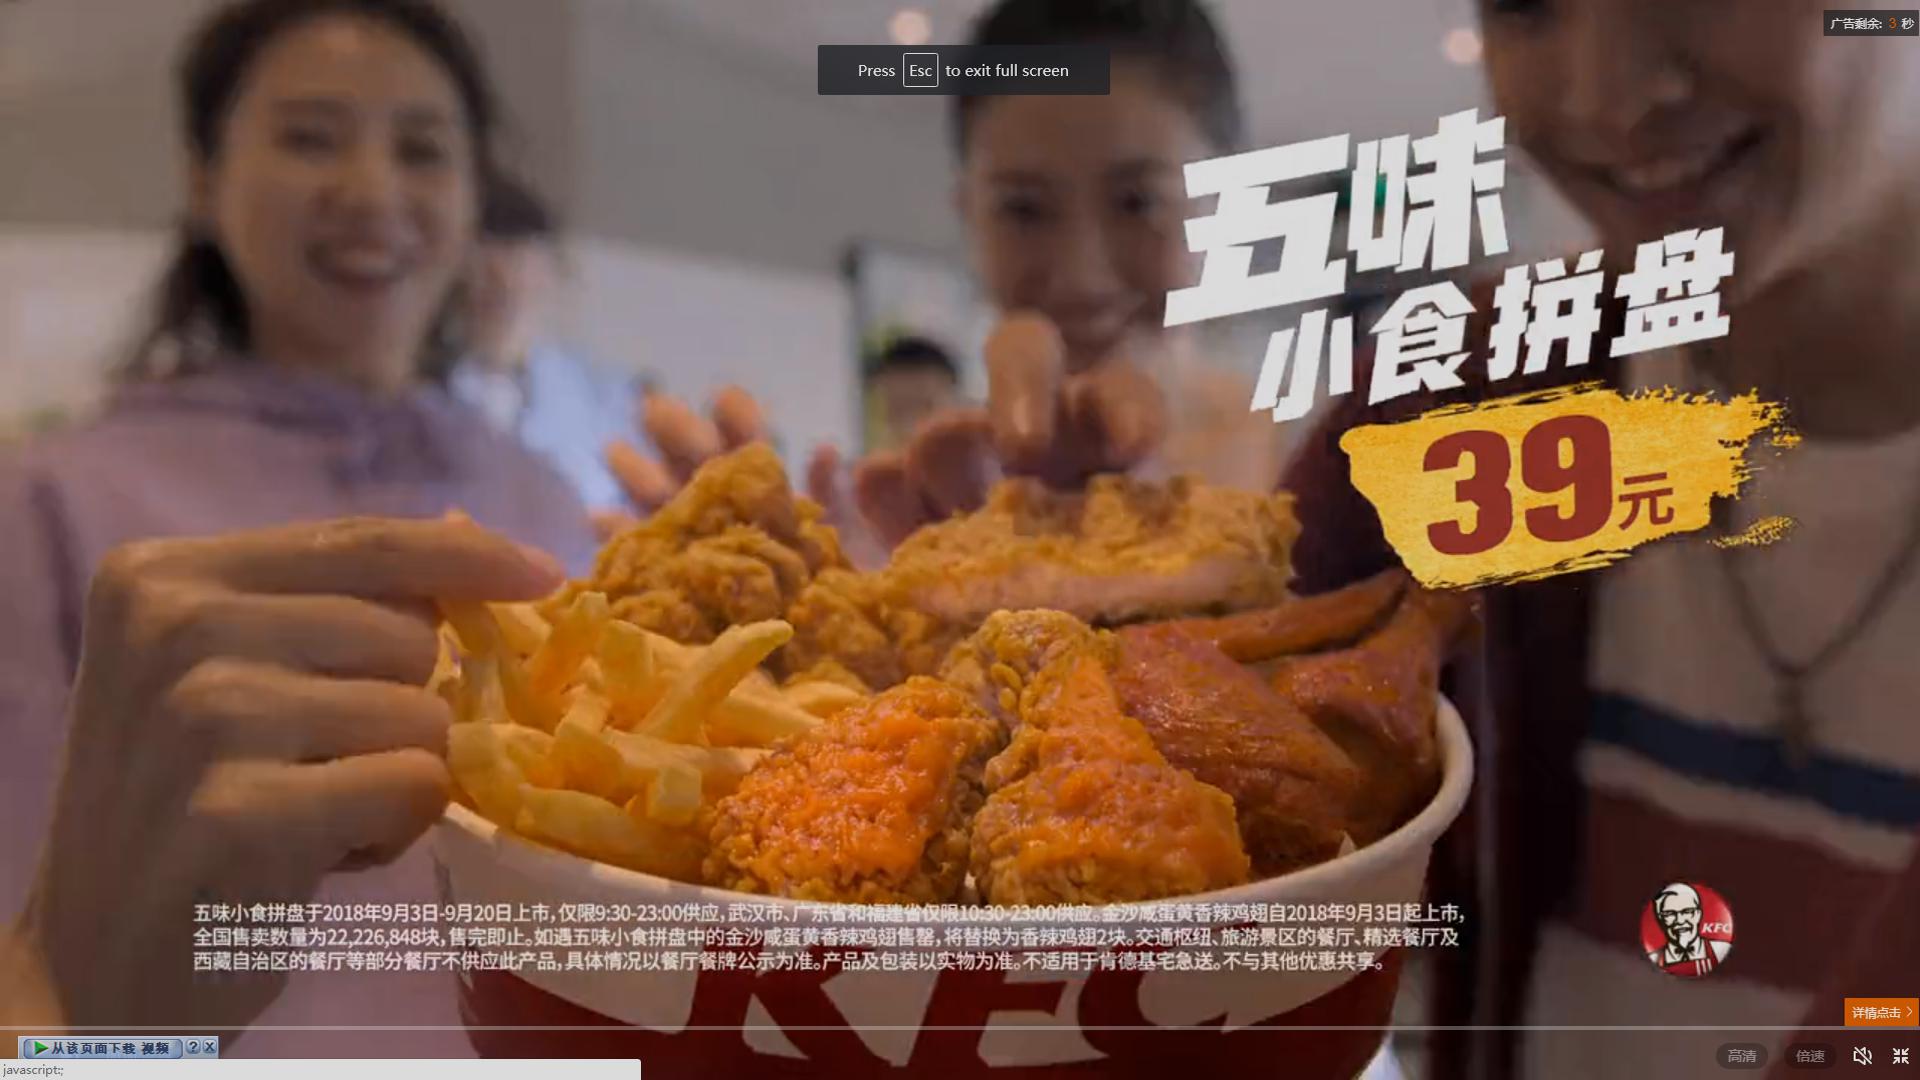 广告剩余: 3 秒
Press Esc to exit full screen
五味
小食拼盘
39元
五味小食拼盘于2018年9月3日-9月20日上市,仅限9:30-23:00供应,武汉市、广东省和福建省仅限10:30-23:00供应。金沙咸蛋黄香辣鸡翅自2018年9月3日起上市,
全国售卖数量为22,226,848块,售完即止。如遇五味小食拼盘中的金沙咸蛋黄香辣鸡翅售罄,将替换为香辣鸡翅2块。交通枢纽、旅游景区的餐厅、精选餐厅及
西藏自治区的餐厅等部分餐厅不供应此产品,具体情况以餐厅餐牌公示为准。产品及包装以实物为准。不适用于肯德基宅急送。不与其他优惠共享。
KFC
KFC
详情点击 >
从该页面下载 视频 ? X
高清 倍速
javascript:;